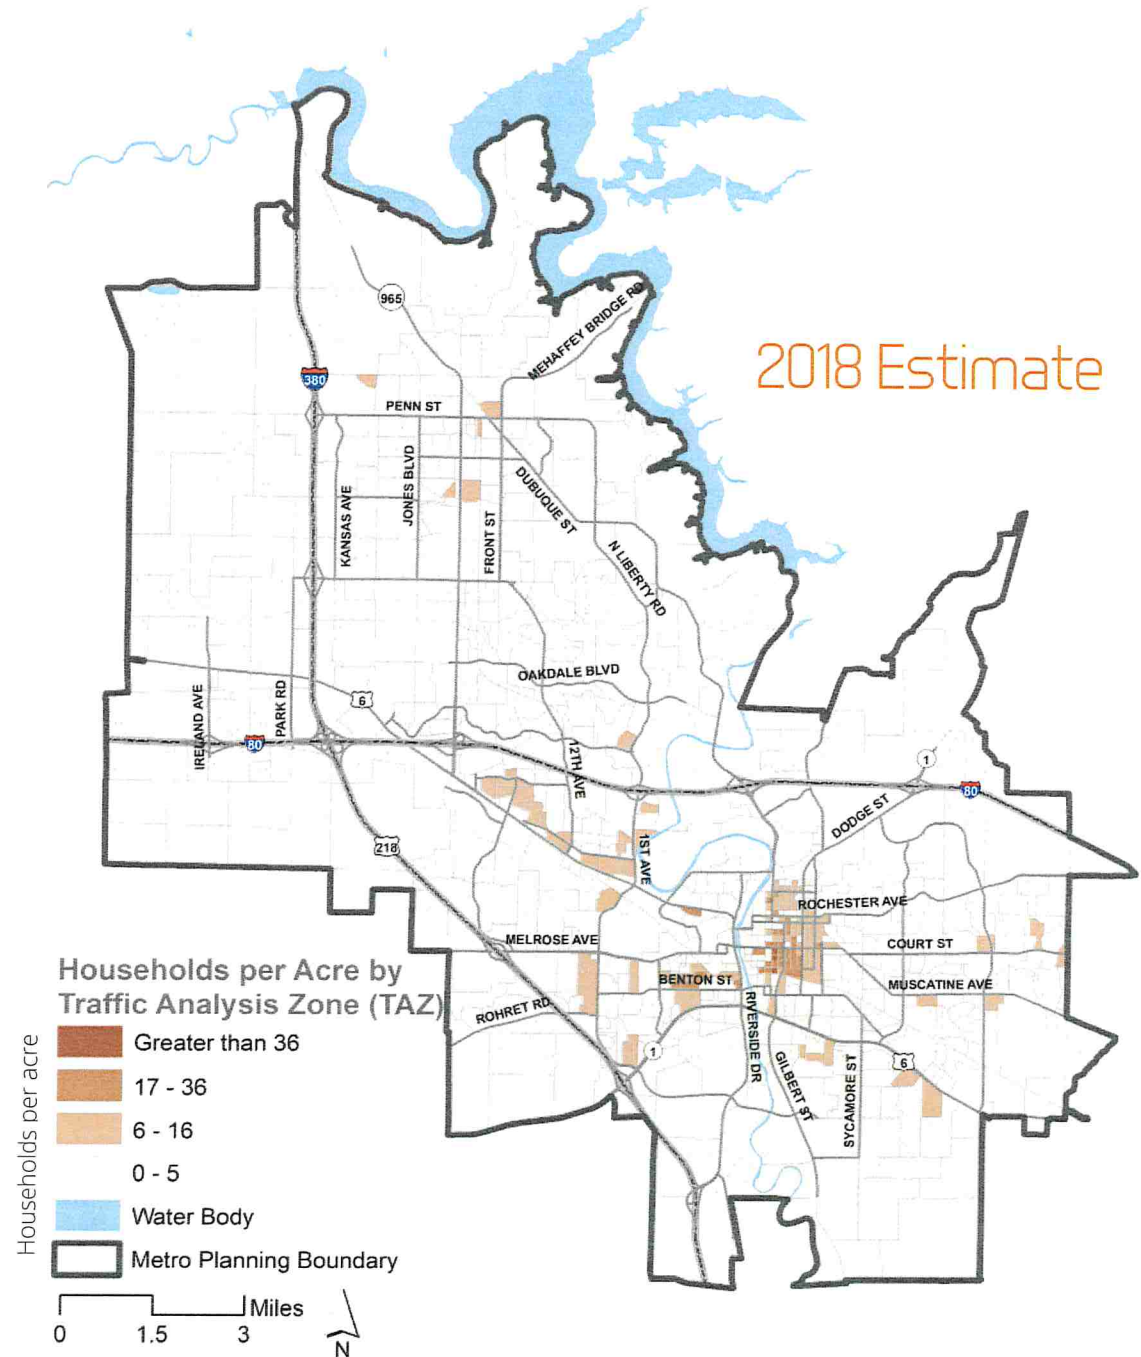 2018 Estimate
965
MEHAFFEY BRIDGE RD
380
PENN ST
JONES BLVD
KANSAS AVE
FRONT ST
DUBUQUE ST
N LIBERTY RD
OAKDALE BLVD
IRELAND AVE
PARK RD
6
80
12TH AVE
1
80
DODGE ST
218
1ST AVE
ROCHESTER AVE
MELROSE AVE
COURT ST
BENTON ST
MUSCATINE AVE
ROHRET RD
RIVERSIDE DR
1
GILBERT ST
SYCAMORE ST
6
Households per Acre by
Traffic Analysis Zone (TAZ)
Households per acre
Greater than 36
17 - 36
6 - 16
0 - 5
Water Body
Metro Planning Boundary
Miles
0 1.5 3
N